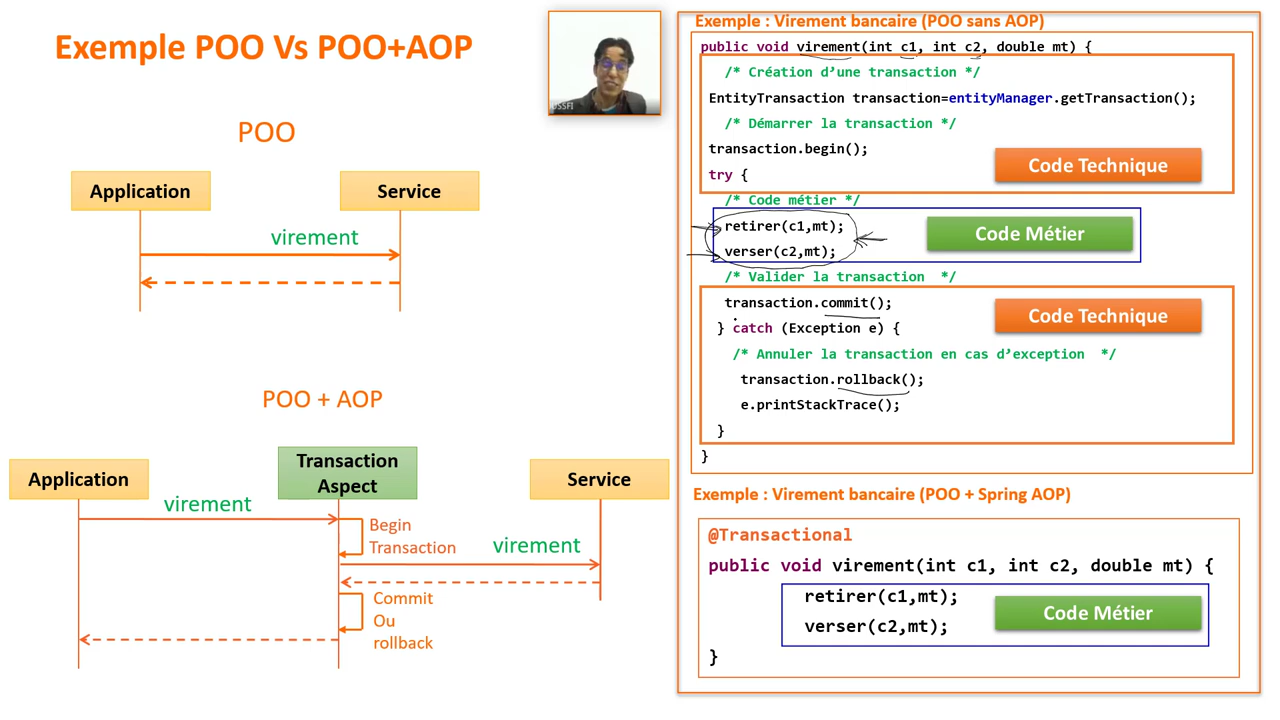 Exemple POO Vs POO+AOP
POO
Application
Service
virement
POO + AOP
Application
Transaction
Aspect
Service
virement
Begin
Transaction
virement
Commit
Ou
rollback
Exemple : Virement bancaire (POO sans AOP)
public void virement(int c1, int c2, double mt) {
/* Création d’une transaction */
EntityTransaction transaction=entityManager.getTransaction();
/* Démarrer la transaction */
transaction.begin();
Code Technique
try {
/* Code métier */
retirer(c1,mt);
Code Métier
verser(c2,mt);
/* Valider la transaction  */
transaction.commit();
Code Technique
} catch (Exception e) {
/* Annuler la transaction en cas d’exception  */
transaction.rollback();
e.printStackTrace();
}
}
Exemple : Virement bancaire (POO + Spring AOP)
@Transactional
public void virement(int c1, int c2, double mt) {
retirer(c1,mt);
Code Métier
verser(c2,mt);
}